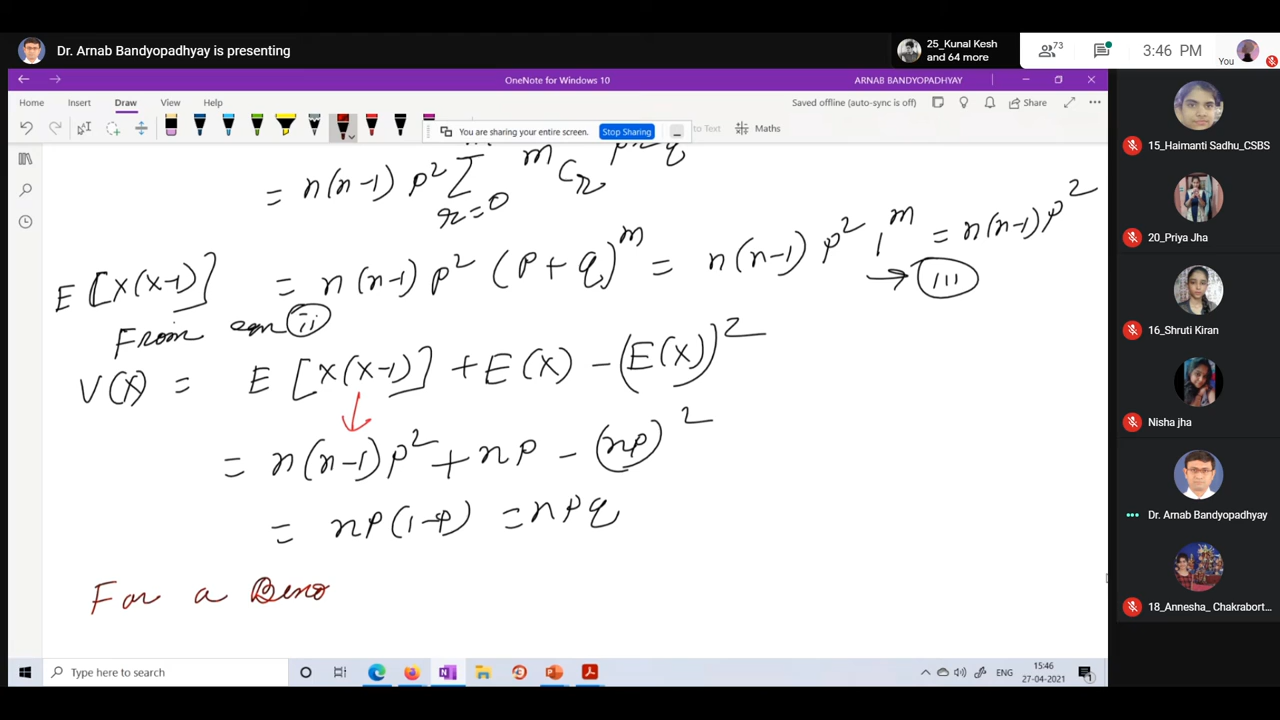 Dr. Arnab Bandyopadhyay is presenting
25_Kunal Kesh
and 64 more
73
3:46 PM
You
OneNote for Windows 10
ARNAB BANDYOPADHYAY
Home Insert Draw View Help
Saved offline (auto-sync is off)
Share
You are sharing your entire screen. Stop Sharing
to Text
Maths
= n(n-1) p² Σ r=0 ᵐCr
E[X(X-1)] = n(n-1) p² (p+q)ᵐ = n(n-1) p² 1ᵐ = n(n-1)p² → (iii)
From eqn (ii)
V(X) = E [X(X-1)] + E(X) - (E(X))²
= n(n-1)p² + np - (np)²
= np(1-p) = npq
For a Bino
15_Haimanti Sadhu_CSBS
20_Priya Jha
16_Shruti Kiran
Nisha jha
Dr. Arnab Bandyopadhyay
18_Annesha_ Chakrabort...
Type here to search
ENG
15:46
27-04-2021
1